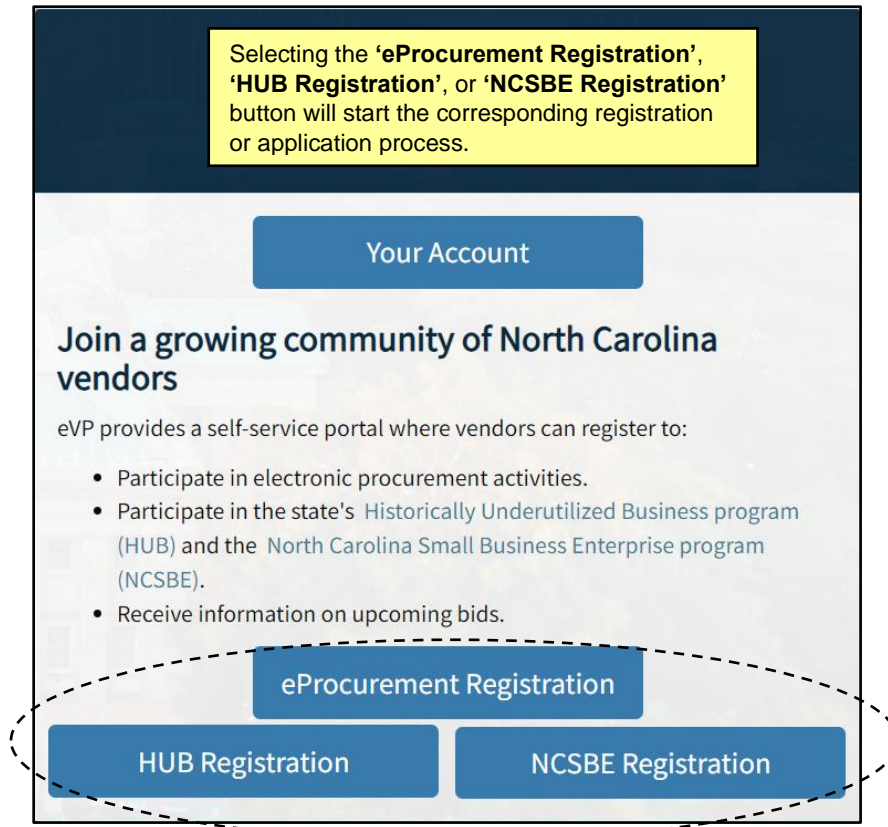 Selecting the ‘eProcurement Registration’,
‘HUB Registration’, or ‘NCSBE Registration’
button will start the corresponding registration
or application process.
Your Account
Join a growing community of North Carolina
vendors
eVP provides a self-service portal where vendors can register to:
• Participate in electronic procurement activities.
• Participate in the state's Historically Underutilized Business program
(HUB) and the North Carolina Small Business Enterprise program
(NCSBE).
• Receive information on upcoming bids.
eProcurement Registration
HUB Registration
NCSBE Registration